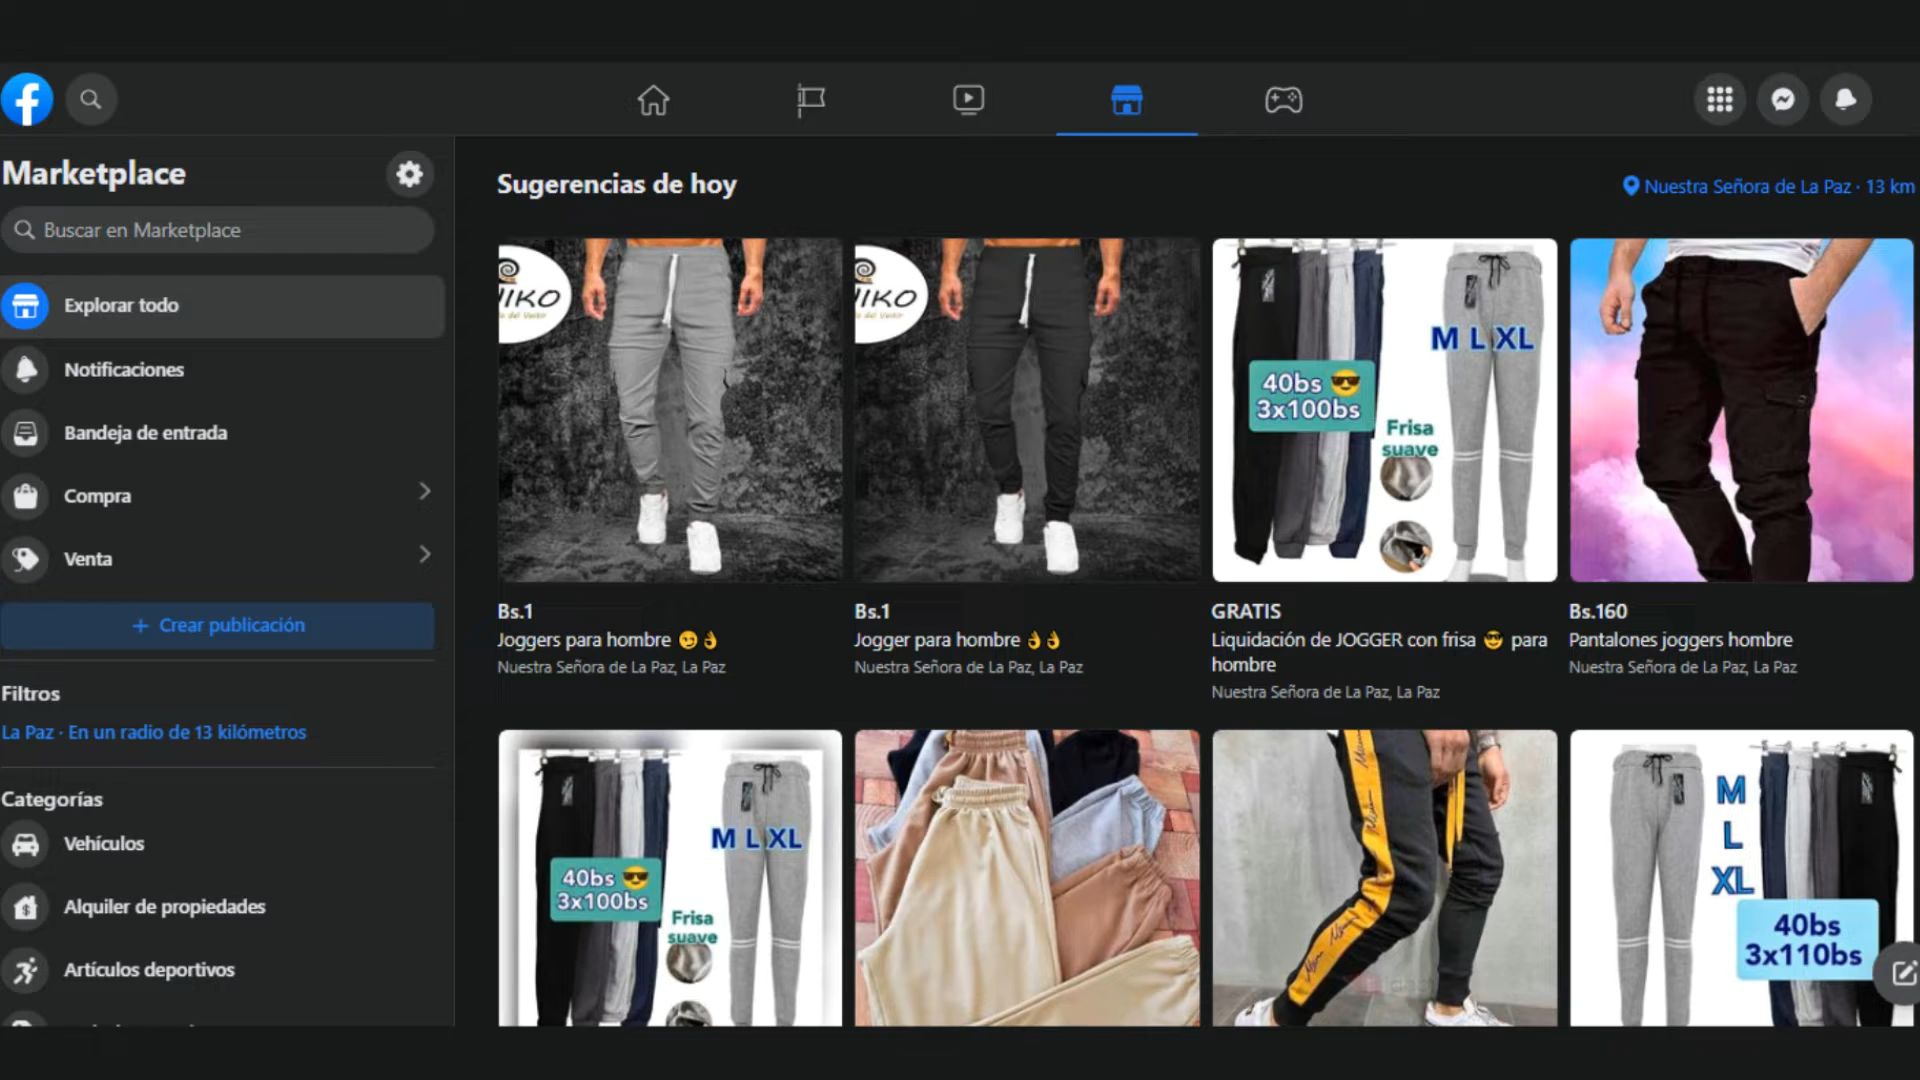 Marketplace
Buscar en Marketplace
Explorar todo
Notificaciones
Bandeja de entrada
Compra
Venta
+ Crear publicación
Filtros
La Paz · En un radio de 13 kilómetros
Categorías
Vehículos
Alquiler de propiedades
Artículos deportivos
Sugerencias de hoy
Nuestra Señora de La Paz · 13 km
IKO
IKO
40bs 😎
3x100bs
M L XL
Frisa
suave
Bs.1
Joggers para hombre 😏👌
Nuestra Señora de La Paz, La Paz
Bs.1
Jogger para hombre 👌👌
Nuestra Señora de La Paz, La Paz
GRATIS
Liquidación de JOGGER con frisa 😎 para
hombre
Nuestra Señora de La Paz, La Paz
Bs.160
Pantalones joggers hombre
Nuestra Señora de La Paz, La Paz
M L XL
40bs 😎
3x100bs
Frisa
suave
M
L
XL
40bs
3x110bs